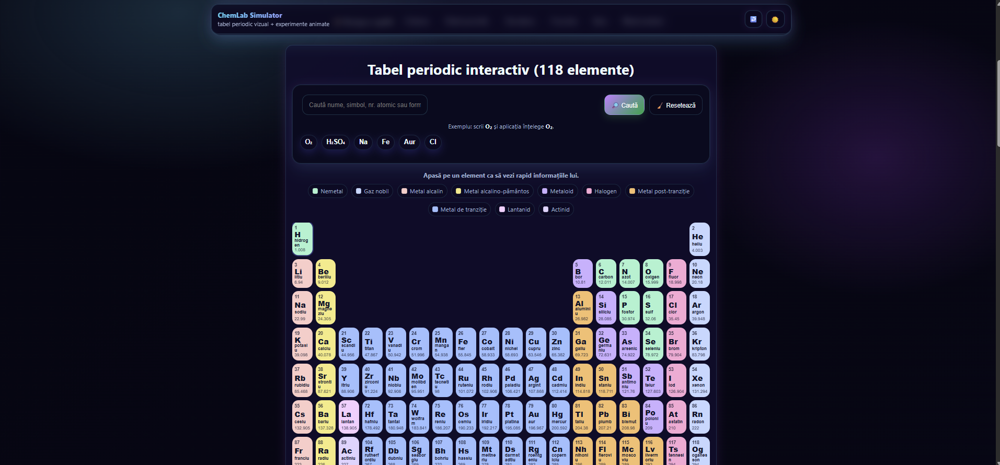 ChemLab Simulator
tabel periodic vizual + experimente animate
Tabel periodic interactiv (118 elemente)
Caută nume, simbol, nr. atomic sau form
Caută
Resetează
Exemplu: scrii O₂ și aplicația înțelege O₂.
O₂ H₂SO₄ Na Fe Aur Cl
Apasă pe un element ca să vezi rapid informațiile lui.
Nemetal Gaz nobil Metal alcalin Metal alcalino-pământos Metaloid Halogen Metal post-tranziție
Metal de tranziție Lantanid Actinid
1 2
H He
hidrogen heliu
1.008 4.003
3 4 5 6 7 8 9 10
Li Be B C N O F Ne
litiu beriliu bor carbon azot oxigen fluor neon
6.94 9.012 10.81 12.011 14.007 15.999 18.998 20.18
11 12 13 14 15 16 17 18
Na Mg Al Si P S Cl Ar
sodiu magneziu aluminiu siliciu fosfor sulf clor argon
22.99 24.305 26.982 28.085 30.974 32.06 35.45 39.948
19 20 21 22 23 24 25 26 27 28 29 30 31 32 33 34 35 36
K Ca Sc Ti V Cr Mn Fe Co Ni Cu Zn Ga Ge As Se Br Kr
potasiu calciu scandiu titan vanadiu crom mangan fier cobalt nichel cupru zinc galiu germaniu arsenic seleniu brom kripton
39.098 40.078 44.956 47.867 50.942 51.996 54.938 55.845 58.933 58.693 63.546 65.382 69.723 72.631 74.922 78.972 79.904 83.798
37 38 39 40 41 42 43 44 45 46 47 48 49 50 51 52 53 54
Rb Sr Y Zr Nb Mo Tc Ru Rh Pd Ag Cd In Sn Sb Te I Xe
rubidiu stronțiu itriu zirconiu niobiu molibden tecnețiu ruteniu rodiu paladiu argint cadmiu indiu staniu antimoniu telur iod xenon
85.468 87.621 88.906 91.224 92.906 95.951 98 101.072 102.906 106.421 107.868 112.414 114.818 118.711 121.76 127.603 126.904 131.294
55 56 57 72 73 74 75 76 77 78 79 80 81 82 83 84 85 86
Cs Ba La Hf Ta W Re Os Ir Pt Au Hg Tl Pb Bi Po At Rn
cesiu bariu lantan hafniu tantal wolfram reniu osmiu iridiu platina aur mercur taliu plumb bismut poloniu astatin radon
132.905 137.328 138.905 178.492 180.948 183.841 186.207 190.233 192.217 195.085 196.967 200.592 204.38 207.21 208.98 209 210 222
87 88 89 104 105 106 107 108 109 110 111 112 113 114 115 116 117 118
Fr Ra Ac Rf Db Sg Bh Hs Mt Ds Rg Cn Nh Fl Mc Lv Ts Og
franciu radiu actiniu rutherfordiu dubniu seaborgiu bohriu hassiu meitneriu darmstadtiu roentgeniu coperniciu nihoniu fleroviu moscoviu livermoriu tennesin oganesson